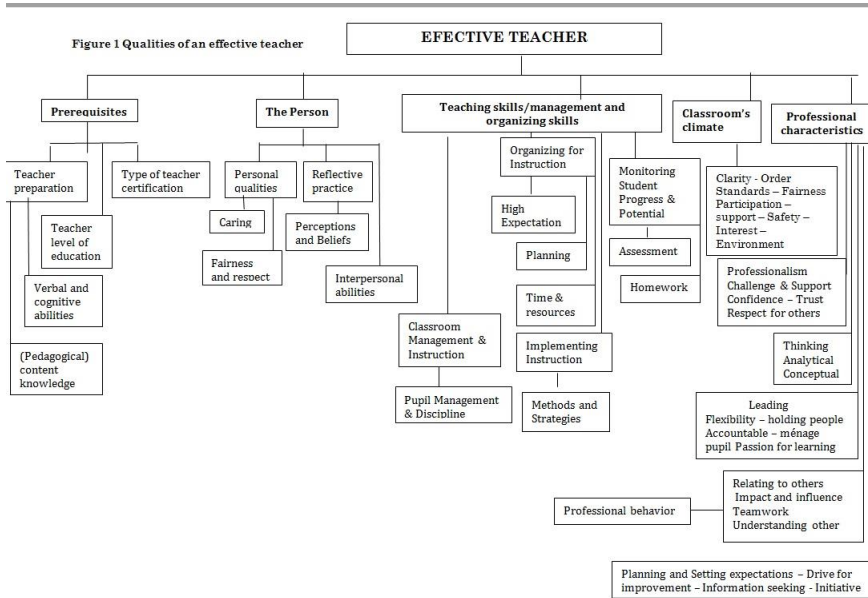 Figure 1 Qualities of an effective teacher
EFECTIVE TEACHER
Prerequisites
The Person
Teaching skills/management and
organizing skills
Classroom's
climate
Professional
characteristics
Teacher
preparation
Type of teacher
certification
Teacher
level of
education
Verbal and
cognitive
abilities
(Pedagogical)
content
knowledge
Personal
qualities
Reflective
practice
Caring
Perceptions
and Beliefs
Fairness
and respect
Interpersonal
abilities
Organizing for
Instruction
High
Expectation
Planning
Time &
resources
Classroom
Management &
Instruction
Implementing
Instruction
Pupil Management
& Discipline
Methods and
Strategies
Monitoring
Student
Progress &
Potential
Assessment
Homework
Clarity - Order
Standards – Fairness
Participation –
support – Safety –
Interest –
Environment
Professionalism
Challenge & Support
Confidence – Trust
Respect for others
Thinking
Analytical
Conceptual
Leading
Flexibility – holding people
Accountable – ménage
pupil Passion for learning
Professional behavior
Relating to others
Impact and influence
Teamwork
Understanding other
Planning and Setting expectations – Drive for
improvement – Information seeking - Initiative